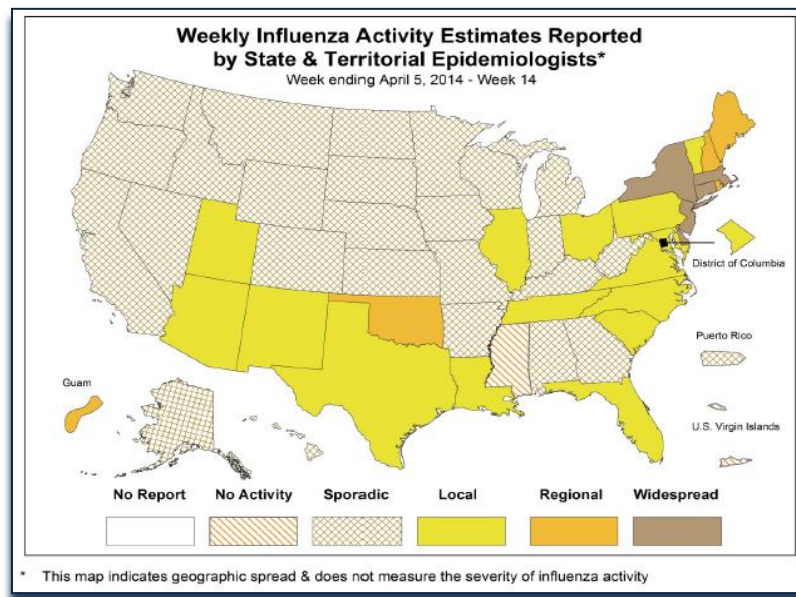 Weekly Influenza Activity Estimates Reported
by State & Territorial Epidemiologists*
Week ending April 5, 2014 - Week 14
District of Columbia
Puerto Rico
Guam
U.S. Virgin Islands
No Report No Activity Sporadic Local Regional Widespread
* This map indicates geographic spread & does not measure the severity of influenza activity